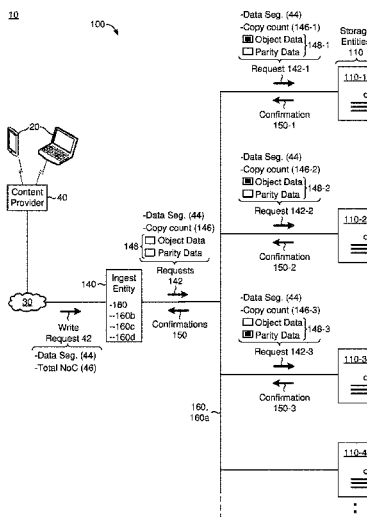 10
100
-Data Seg. (44)
-Copy count (146-1)
Object Data
Parity Data
148-1
Request 142-1
Confirmation
150-1
Storage
Entities
110
110-1
20
Content
Provider
40
30
Write
Request 42
-Data Seg. (44)
-Total NoC (46)
140
Ingest
Entity
-160
--160b
--160c
--160d
-Data Seg. (44)
-Copy count (146)
148
Object Data
Parity Data
Requests
142
Confirmations
150
-Data Seg. (44)
-Copy count (146-2)
Object Data
Parity Data
148-2
Request 142-2
Confirmation
150-2
110-2
-Data Seg. (44)
-Copy count (146-3)
Object Data
Parity Data
148-3
Request 142-3
Confirmation
150-3
110-3
160,
160a
110-4